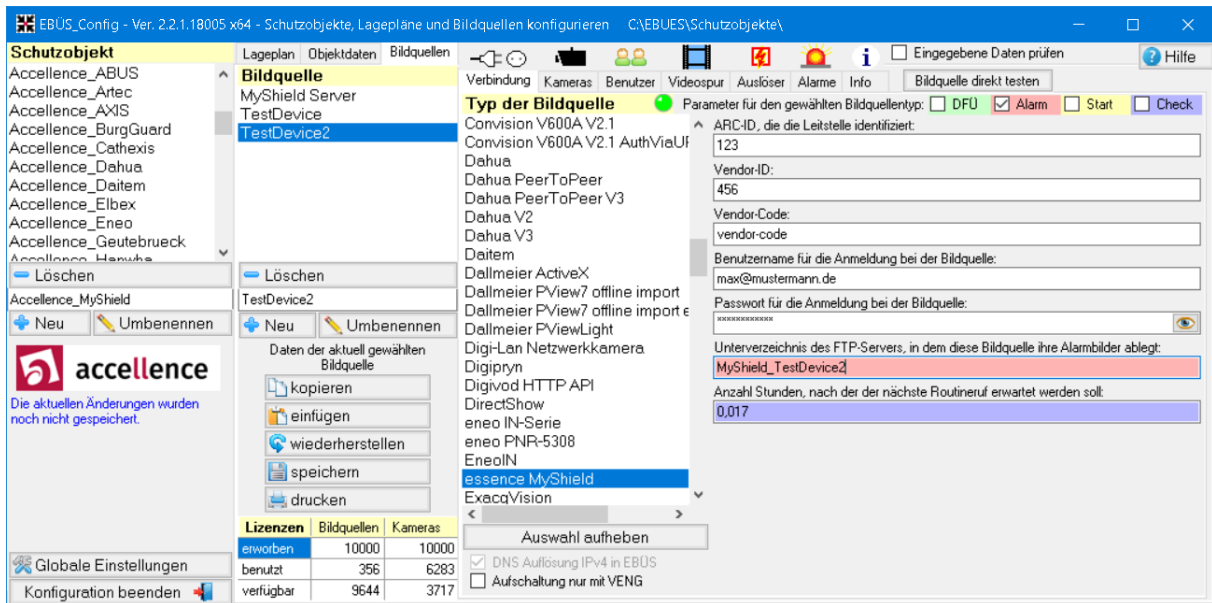 EBÜS_Config - Ver. 2.2.1.18005 x64 - Schutzobjekte, Lagepläne und Bildquellen konfigurieren C:\EBUES\Schutzobjekte\
Schutzobjekt
Accellence_ABUS
Accellence_Artec
Accellence_AXIS
Accellence_BurgGuard
Accellence_Cathexis
Accellence_Dahua
Accellence_Daitem
Accellence_Elbex
Accellence_Eneo
Accellence_Geutebrueck
Accellence_Hanwha
Löschen
Accellence_MyShield
Neu
Umbenennen
accellence
Die aktuellen Änderungen wurden
noch nicht gespeichert.
Globale Einstellungen
Konfiguration beenden
Lageplan
Objektdaten
Bildquellen
Bildquelle
MyShield Server
TestDevice
TestDevice2
Löschen
TestDevice2
Neu
Umbenennen
Daten der aktuell gewählten
Bildquelle
kopieren
einfügen
wiederherstellen
speichern
drucken
Lizenzen Bildquellen Kameras
erworben 10000 10000
benutzt 356 6283
verfügbar 9644 3717
Eingegebene Daten prüfen
Hilfe
Verbindung
Kameras
Benutzer
Videospur
Auslöser
Alarme
Info
Bildquelle direkt testen
Typ der Bildquelle
Convision V600A V2.1
Convision V600A V2.1 AuthViaUR
Dahua
Dahua PeerToPeer
Dahua PeerToPeer V3
Dahua V2
Dahua V3
Daitem
Dallmeier ActiveX
Dallmeier PView7 offline import
Dallmeier PView7 offline import e
Dallmeier PViewLight
Digi-Lan Netzwerkkamera
Digipryn
Digivod HTTP API
DirectShow
eneo IN-Serie
eneo PNR-5308
EneoIN
essence MyShield
ExacqVision
Auswahl aufheben
DNS Auflösung IPv4 in EBÜS
Aufschaltung nur mit VENG
Parameter für den gewählten Bildquellentyp:
DFÜ
Alarm
Start
Check
ARC-ID, die die Leitstelle identifiziert:
123
Vendor-ID:
456
Vendor-Code:
vendor-code
Benutzername für die Anmeldung bei der Bildquelle:
max@mustermann.de
Passwort für die Anmeldung bei der Bildquelle:
************
Unterverzeichnis des FTP-Servers, in dem diese Bildquelle ihre Alarmbilder ablegt:
MyShield_TestDevice2
Anzahl Stunden, nach der der nächste Routineruf erwartet werden soll:
0,017